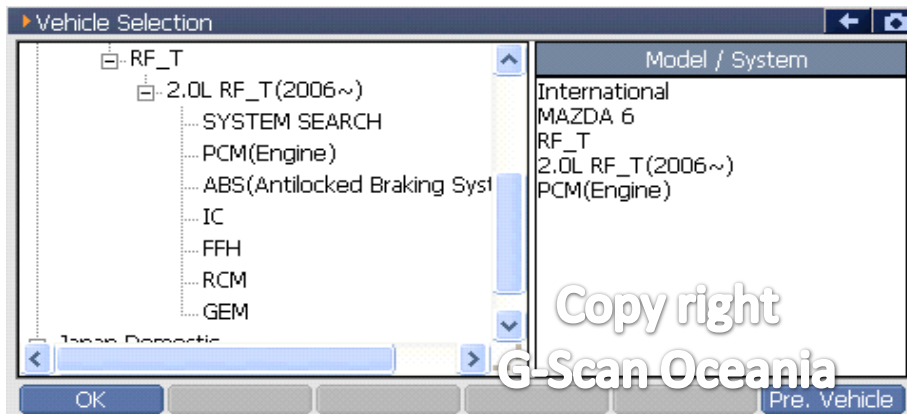 Vehicle Selection
RF_T
2.0L RF_T(2006~)
SYSTEM SEARCH
PCM(Engine)
ABS(Antilocked Braking Syst
IC
FFH
RCM
GEM
Japan Domestic
Model / System
International
MAZDA 6
RF_T
2.0L RF_T(2006~)
PCM(Engine)
Copy right
G-Scan Oceania
OK
Pre. Vehicle